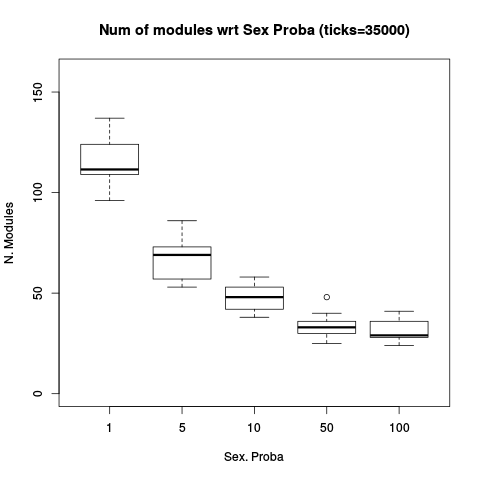 Num of modules wrt Sex Proba (ticks=35000)
N. Modules
150
100
50
0
1 5 10 50 100
Sex. Proba